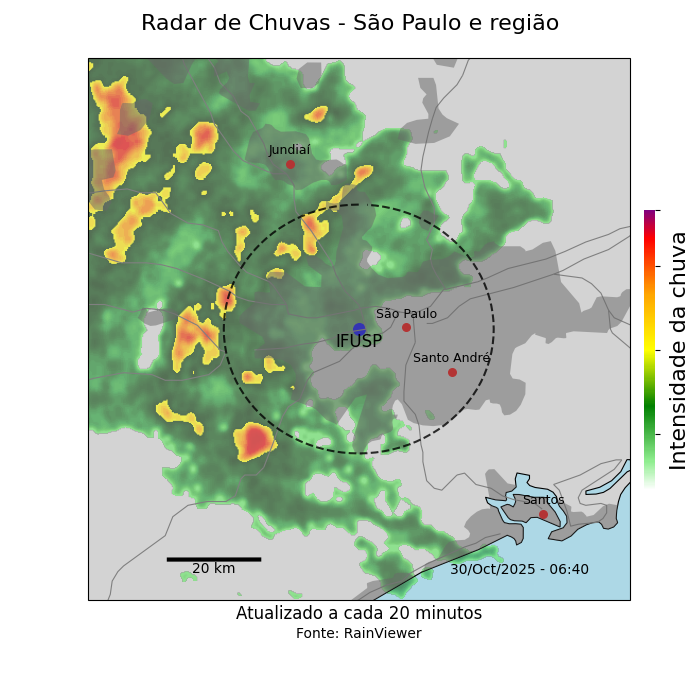 Radar de Chuvas - São Paulo e região
Jundiaí
São Paulo
IFUSP
Santo André
Santos
20 km
30/Oct/2025 - 06:40
Intensidade da chuva
Atualizado a cada 20 minutos
Fonte: RainViewer